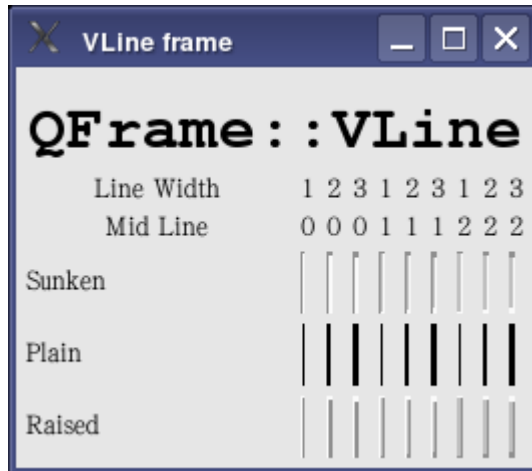 VLine frame
QFrame::VLine
Line Width 1 2 3 1 2 3 1 2 3
Mid Line 0 0 0 1 1 1 2 2 2
Sunken
Plain
Raised